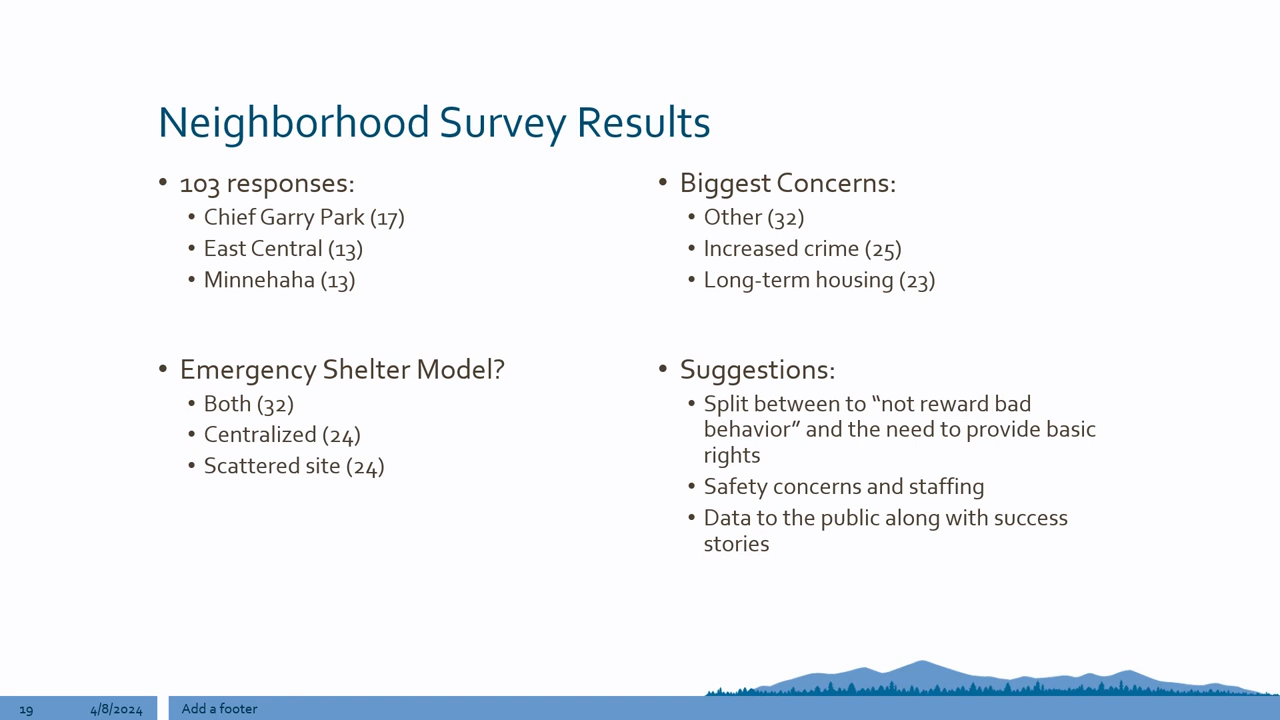 Neighborhood Survey Results
• 103 responses:
• Chief Garry Park (17)
• East Central (13)
• Minnehaha (13)
• Emergency Shelter Model?
• Both (32)
• Centralized (24)
• Scattered site (24)
• Biggest Concerns:
• Other (32)
• Increased crime (25)
• Long-term housing (23)
• Suggestions:
• Split between to “not reward bad
behavior” and the need to provide basic
rights
• Safety concerns and staffing
• Data to the public along with success
stories
19
4/8/2024
Add a footer